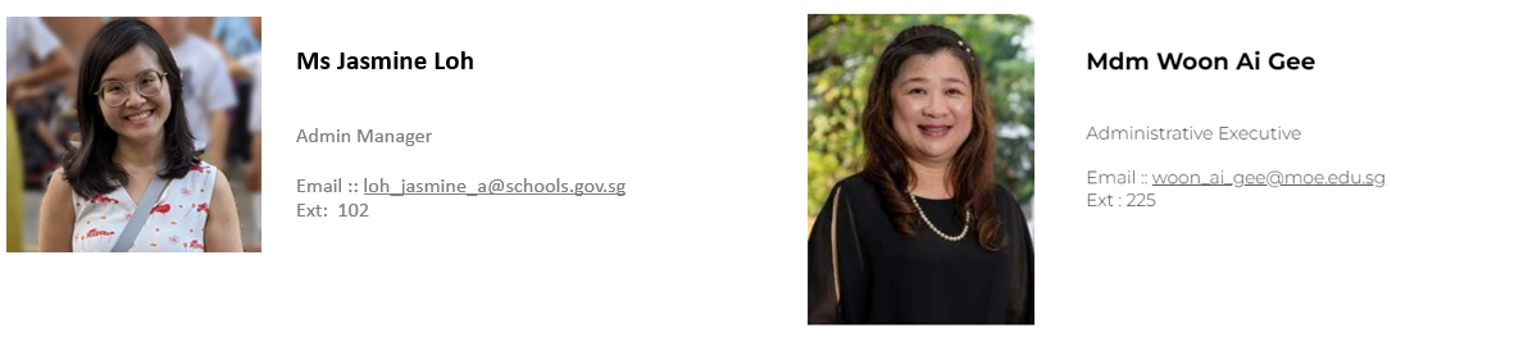 Ms Jasmine Loh
Admin Manager
Email :: loh_jasmine_a@schools.gov.sg
Ext:  102
Mdm Woon Ai Gee
Administrative Executive
Email :: woon_ai_gee@moe.edu.sg
Ext : 225